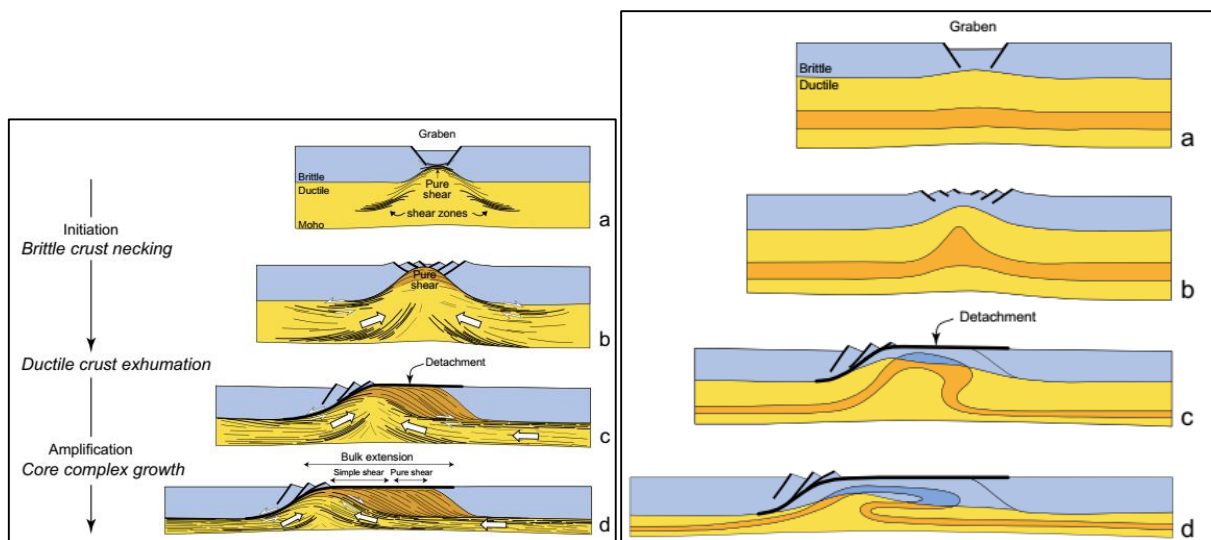 Graben
Brittle
Ductile
Pure
shear
shear zones
Moho
a
Initiation
Brittle crust necking
Pure
shear
b
Ductile crust exhumation
Detachment
c
Amplification
Core complex growth
Bulk extension
Simple shear
Pure shear
d
Graben
Brittle
Ductile
a
b
Detachment
c
d